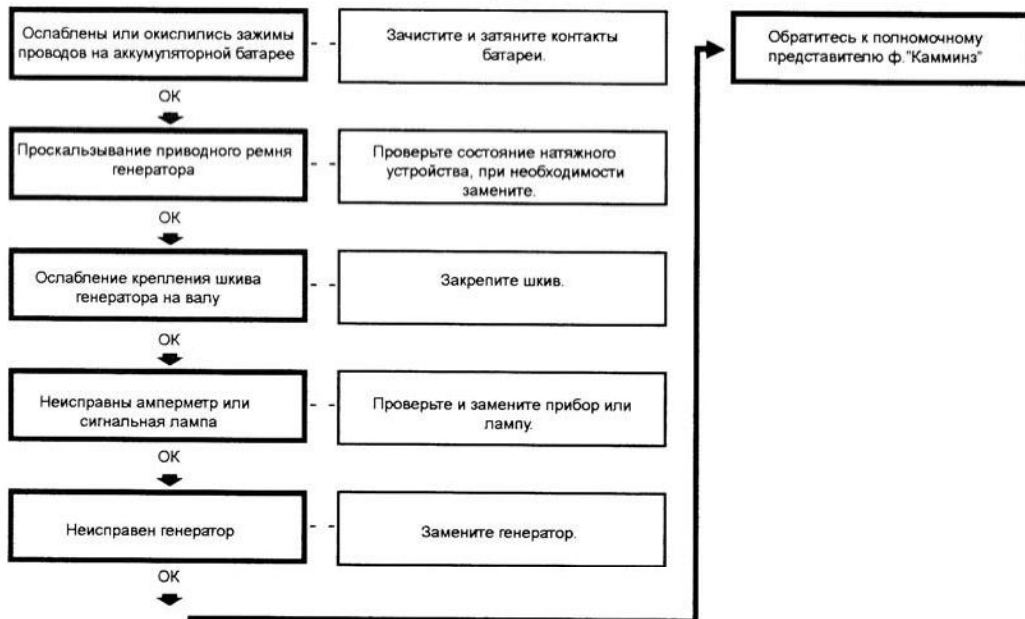 Ослаблены или окислились зажимы
проводов на аккумуляторной батарее
Зачистите и затяните контакты
батареи.
Обратитесь к полномочному
представителю ф."Камминз"
ОК
Проскальзывание приводного ремня
генератора
Проверьте состояние натяжного
устройства, при необходимости
замените.
ОК
Ослабление крепления шкива
генератора на валу
Закрепите шкив.
ОК
Неисправны амперметр или
сигнальная лампа
Проверьте и замените прибор или
лампу.
ОК
Неисправен генератор
Замените генератор.
ОК